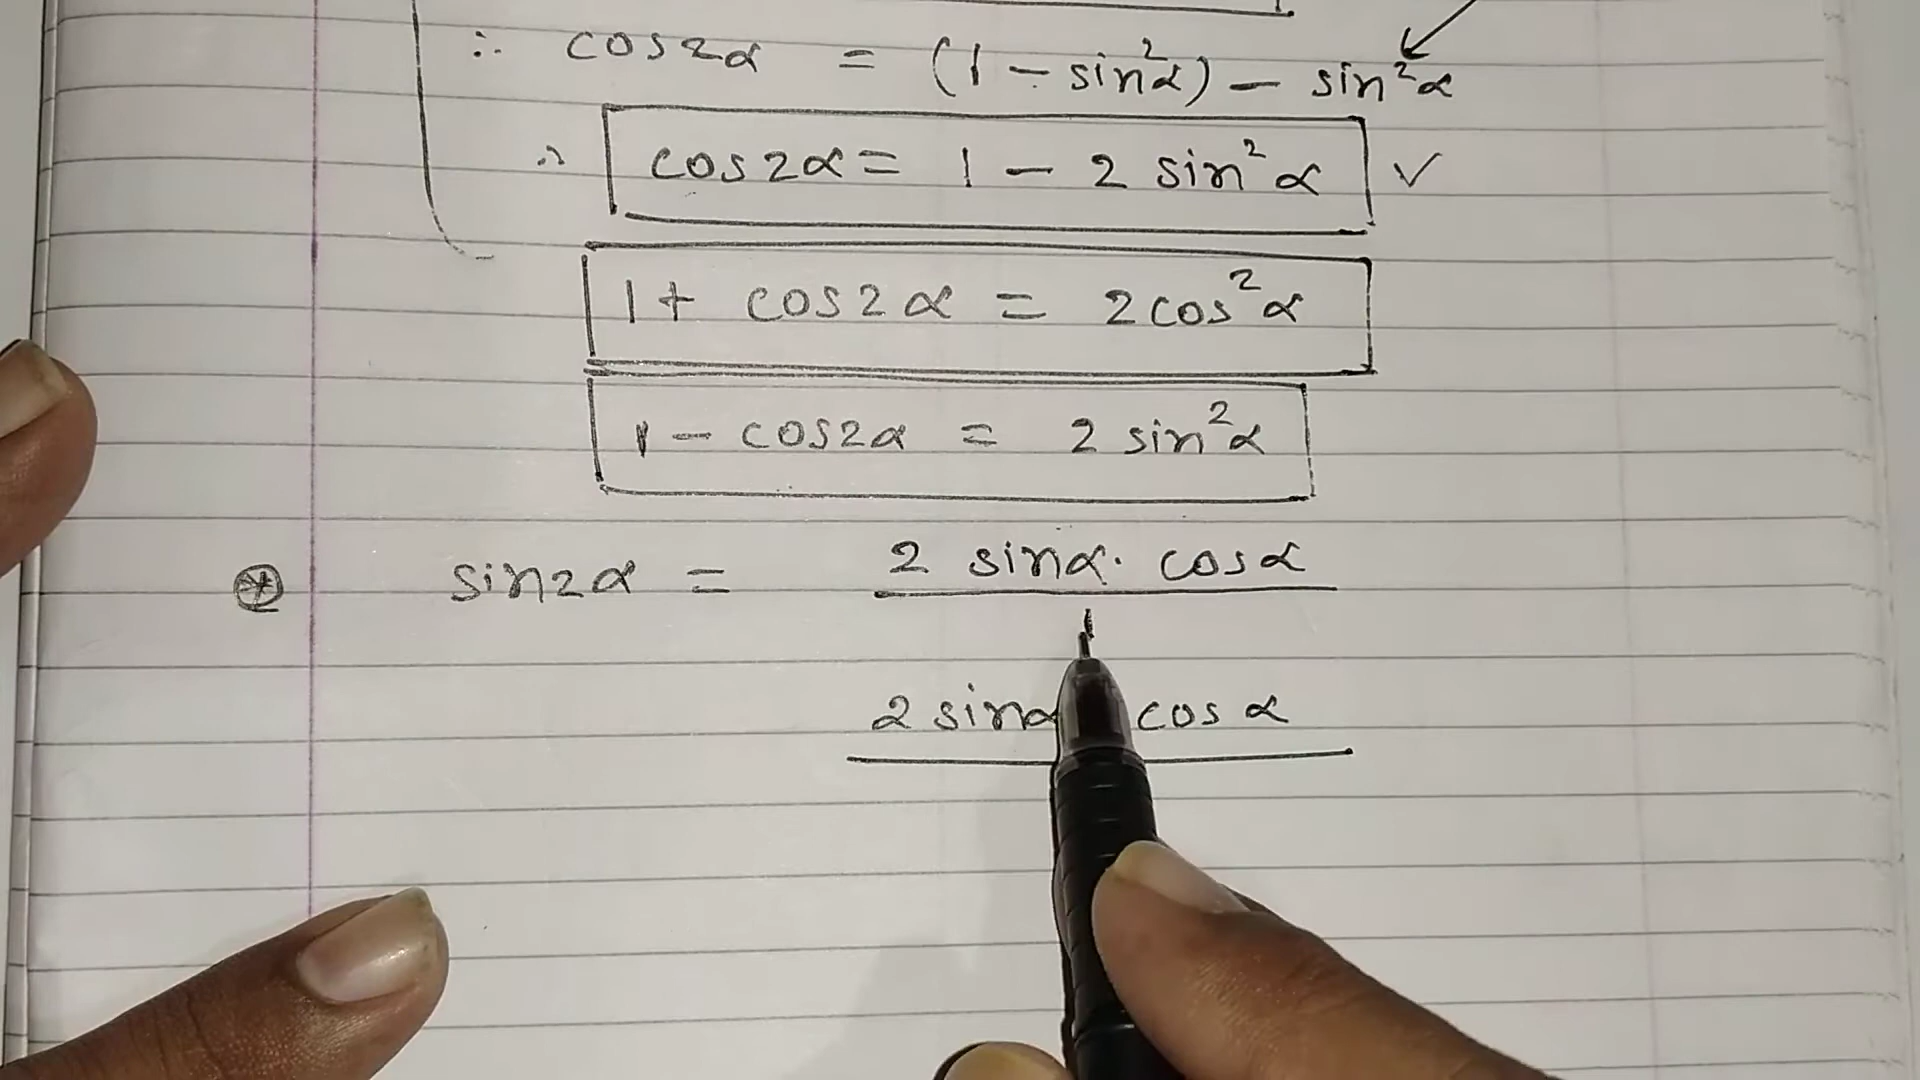 ∴ cos2α = (1 - sin²α) - sin²α
∴ cos2α = 1 - 2 sin²α ✓
1 + cos2α = 2cos²α
1 - cos2α = 2 sin²α
⊛ sin2α = 2 sinα · cosα
1
2 sinα cos α